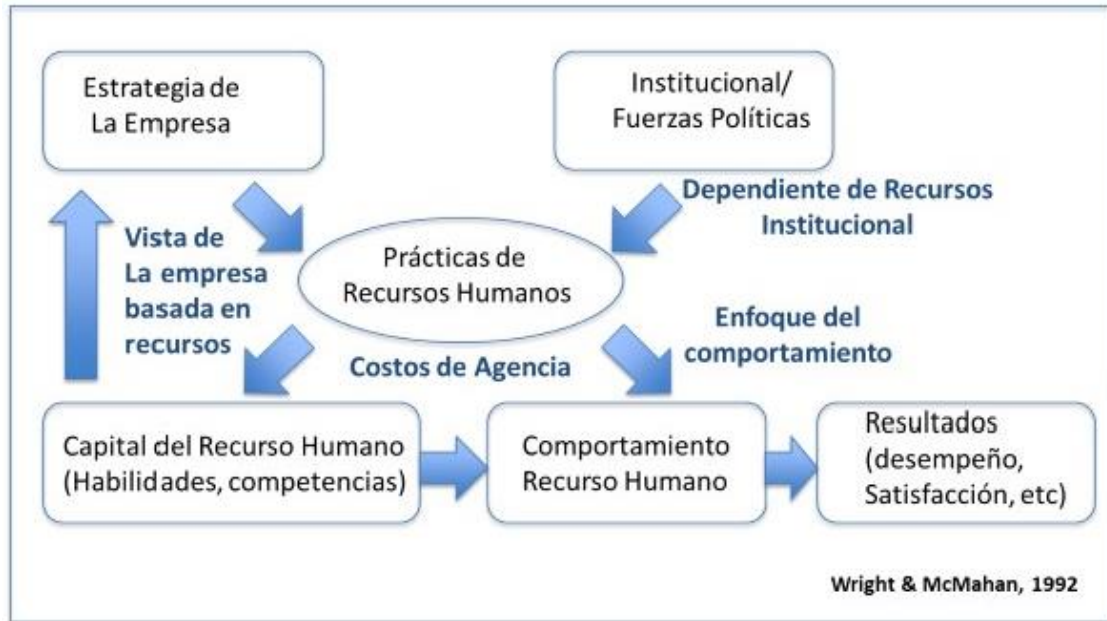 Estrategia de
La Empresa
Institucional/
Fuerzas Políticas
Dependiente de Recursos
Institucional
Vista de
La empresa
basada en
recursos
Prácticas de
Recursos Humanos
Enfoque del
comportamiento
Costos de Agencia
Capital del Recurso Humano
(Habilidades, competencias)
Comportamiento
Recurso Humano
Resultados
(desempeño,
Satisfacción, etc)
Wright & McMahan, 1992